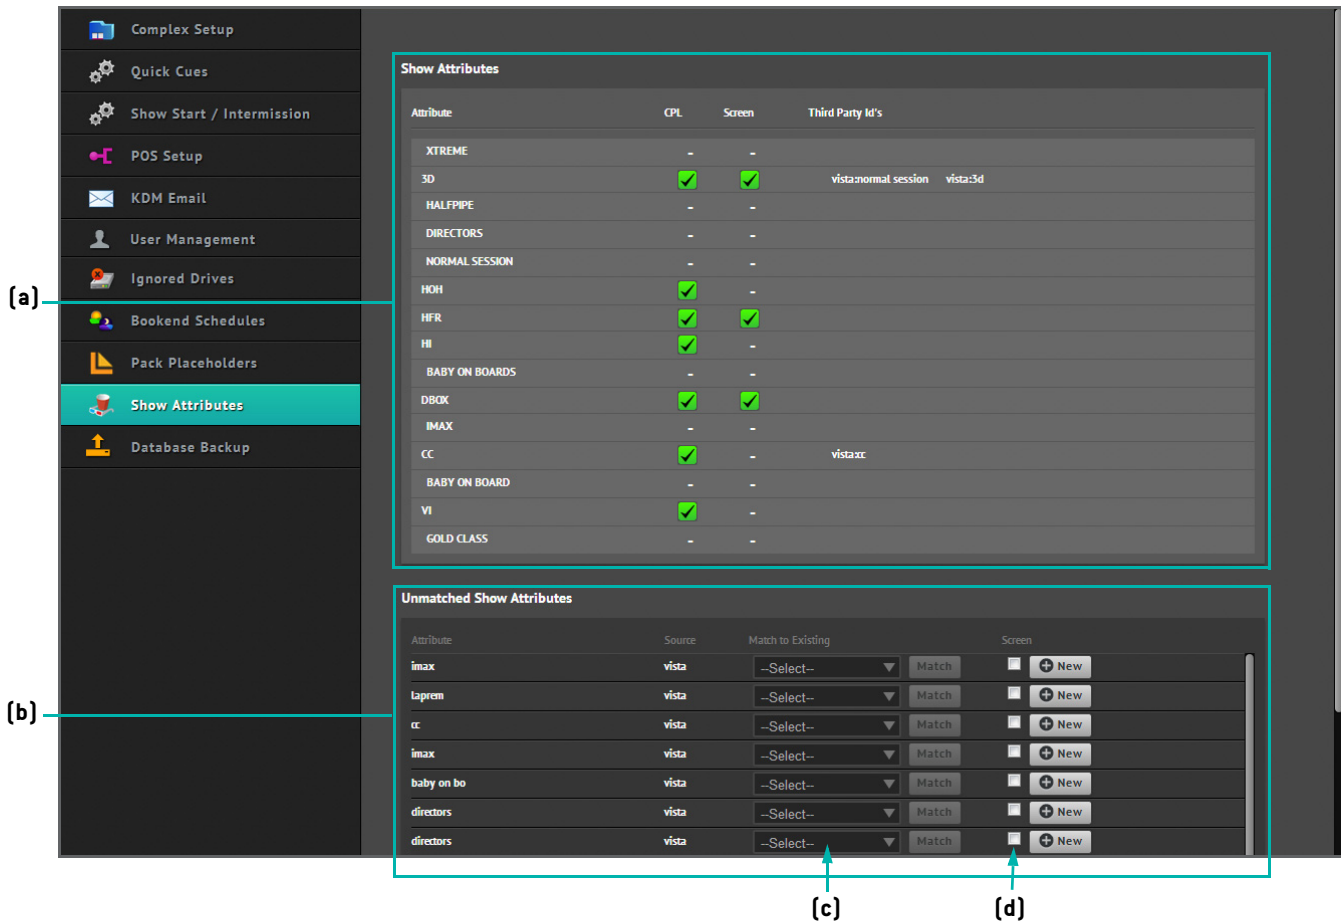 Complex Setup
Quick Cues
Show Start / Intermission
POS Setup
KDM Email
User Management
Ignored Drives
Bookend Schedules
Pack Placeholders
Show Attributes
Database Backup
Show Attributes
Attribute CPL Screen Third Party Id's
XTREME - -
3D vista:normal session vista:3d
HALFPIPE - -
DIRECTORS - -
NORMAL SESSION - -
HOH -
HFR
HI -
BABY ON BOARDS - -
DBOX
IMAX - -
CC - vista:cc
BABY ON BOARD - -
VI -
GOLD CLASS - -
Unmatched Show Attributes
Attribute Source Match to Existing Screen
imax vista --Select-- Match New
laprem vista --Select-- Match New
cc vista --Select-- Match New
imax vista --Select-- Match New
baby on bo vista --Select-- Match New
directors vista --Select-- Match New
directors vista --Select-- Match New
(a)
(b)
(c) (d)